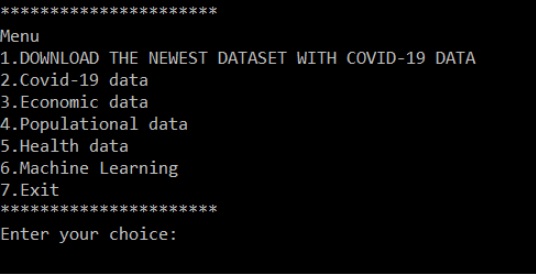 **********************
Menu
1.DOWNLOAD THE NEWEST DATASET WITH COVID-19 DATA
2.Covid-19 data
3.Economic data
4.Populational data
5.Health data
6.Machine Learning
7.Exit
**********************
Enter your choice: